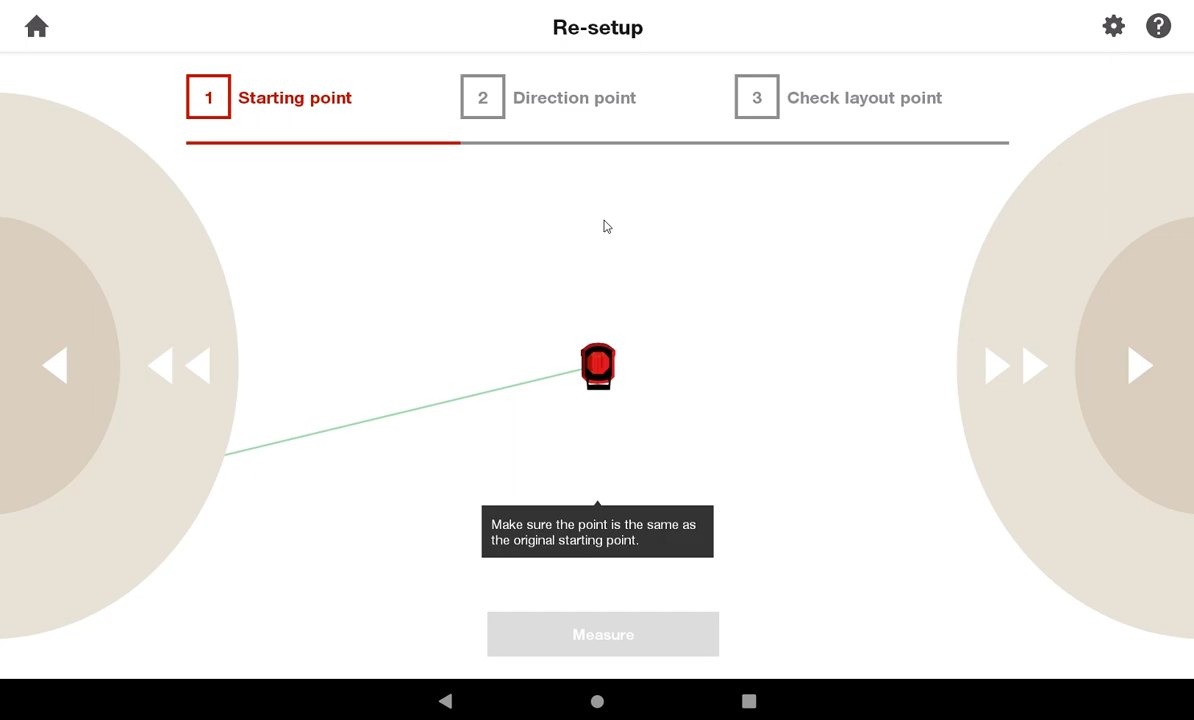 Re-setup
1 Starting point
2 Direction point
3 Check layout point
Make sure the point is the same as
the original starting point.
Measure